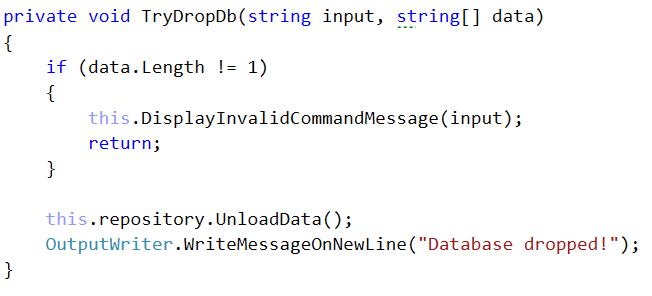 private void TryDropDb(string input, string[] data)
{
    if (data.Length != 1)
    {
        this.DisplayInvalidCommandMessage(input);
        return;
    }

    this.repository.UnloadData();
    OutputWriter.WriteMessageOnNewLine("Database dropped!");
}